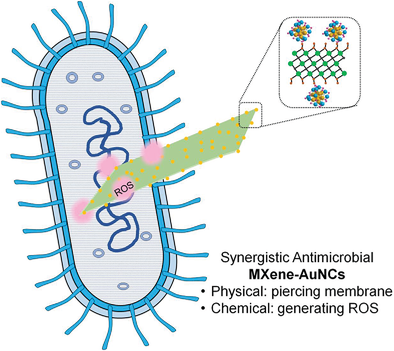 ROS
Synergistic Antimicrobial
MXene-AuNCs
• Physical: piercing membrane
• Chemical: generating ROS